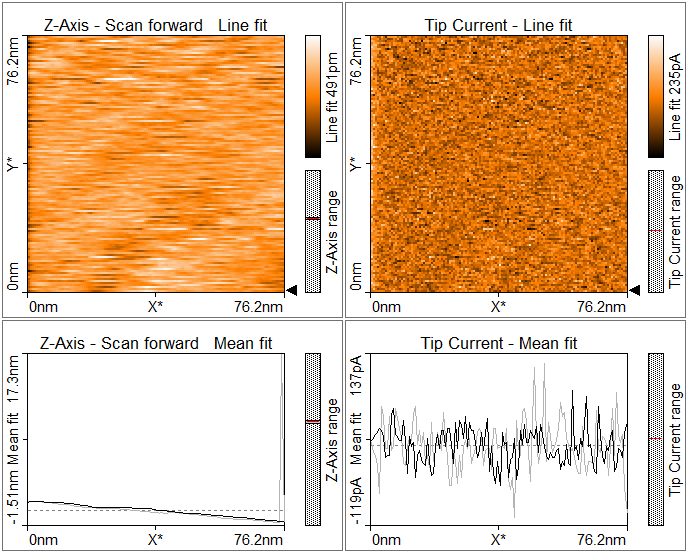 Z-Axis - Scan forward Line fit
76.2nm
Y*
0nm
0nm X* 76.2nm
Line fit 491pm
Z-Axis range
Tip Current - Line fit
76.2nm
Y*
0nm
0nm X* 76.2nm
Line fit 235pA
Tip Current range
Z-Axis - Scan forward Mean fit
-1.51nm Mean fit 17.3nm
0nm X* 76.2nm
Z-Axis range
Tip Current - Mean fit
-119pA Mean fit 137pA
0nm X* 76.2nm
Tip Current range